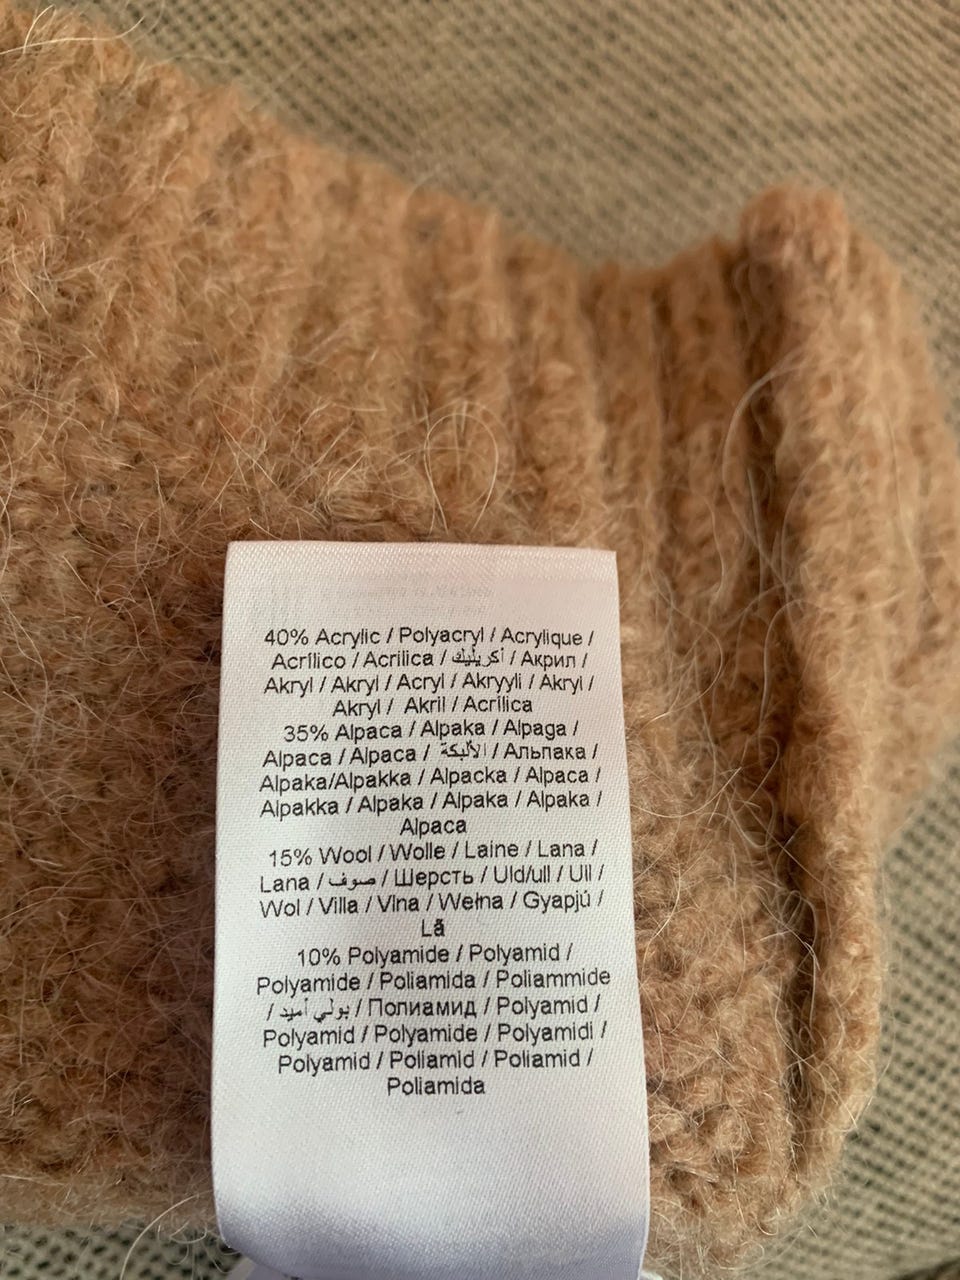 40% Acrylic / Polyacryl / Acrylique /
Acrílico / Acrilica / أكريليك / Акрил /
Akryl / Akryl / Acryl / Akryyli / Akryl /
Akryl / Akril / Acrílica
35% Alpaca / Alpaka / Alpaga /
Alpaca / Alpaca / الألبكة / Альпака /
Alpaka/Alpakka / Alpacka / Alpaca /
Alpakka / Alpaka / Alpaka / Alpaka /
Alpaca
15% Wool / Wolle / Laine / Lana /
Lana / صوف / Шерсть / Uld/ull / Ull /
Wol / Villa / Vlna / Wełna / Gyapjú /
Lã
10% Polyamide / Polyamid /
Polyamide / Poliamida / Poliammide
/ بولي أميد / Полиамид / Polyamid /
Polyamid / Polyamide / Polyamidi /
Polyamid / Poliamid / Poliamid /
Poliamida